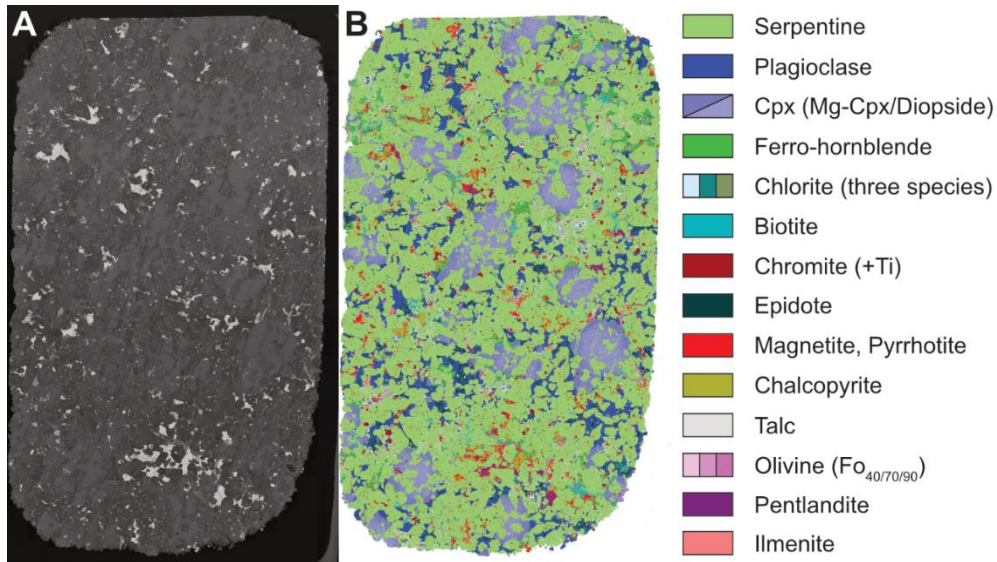 A
B
Serpentine
Plagioclase
Cpx (Mg-Cpx/Diopside)
Ferro-hornblende
Chlorite (three species)
Biotite
Chromite (+Ti)
Epidote
Magnetite, Pyrrhotite
Chalcopyrite
Talc
Olivine (Fo40/70/90)
Pentlandite
Ilmenite